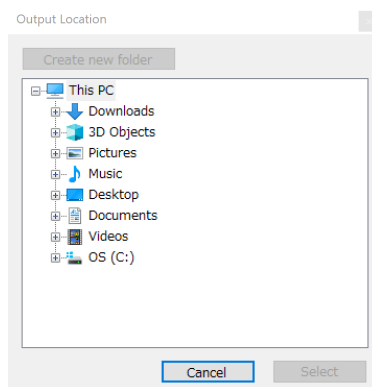 Output Location
Create new folder
This PC
Downloads
3D Objects
Pictures
Music
Desktop
Documents
Videos
OS (C:)
Cancel
Select